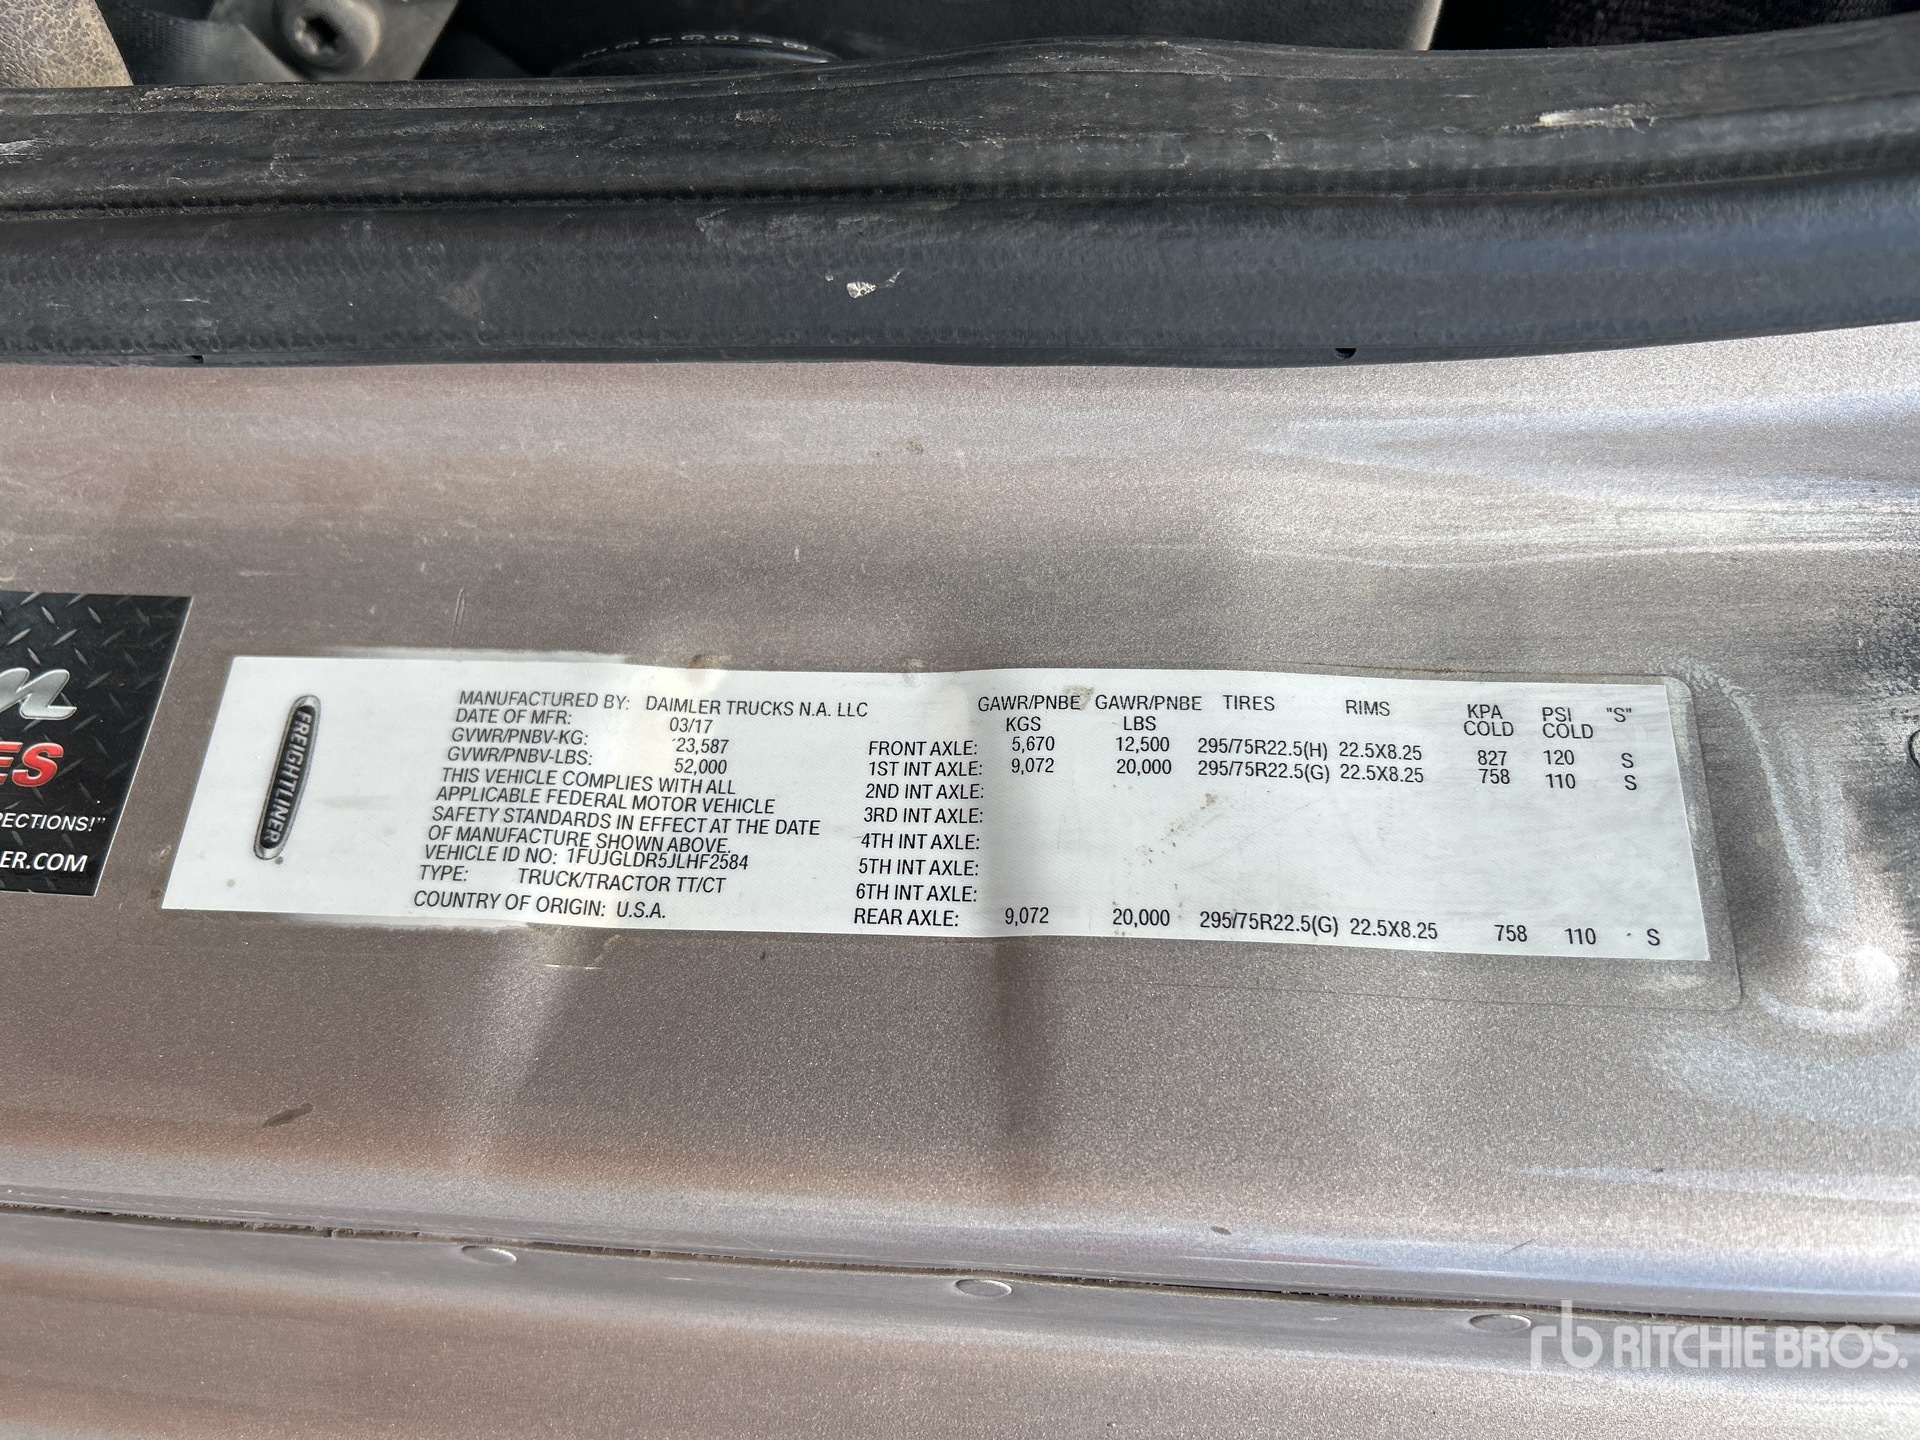 MANUFACTURED BY: DAIMLER TRUCKS N.A. LLC
DATE OF MFR: 03/17
GVWR/PNBV-KG: 23,587
GVWR/PNBV-LBS: 52,000
THIS VEHICLE COMPLIES WITH ALL
APPLICABLE FEDERAL MOTOR VEHICLE
SAFETY STANDARDS IN EFFECT AT THE DATE
OF MANUFACTURE SHOWN ABOVE.
VEHICLE ID NO: 1FUJGLDR5JLHF2584
TYPE: TRUCK/TRACTOR TT/CT
COUNTRY OF ORIGIN: U.S.A.
FREIGHTLINER
GAWR/PNBE KGS GAWR/PNBE LBS TIRES RIMS KPA COLD PSI COLD "S"
FRONT AXLE: 5,670 12,500 295/75R22.5(H) 22.5X8.25 827 120 S
1ST INT AXLE: 9,072 20,000 295/75R22.5(G) 22.5X8.25 758 110 S
2ND INT AXLE:
3RD INT AXLE:
4TH INT AXLE:
5TH INT AXLE:
6TH INT AXLE:
REAR AXLE: 9,072 20,000 295/75R22.5(G) 22.5X8.25 758 110 S
ECTIONS!"
ER.COM
rb RITCHIE BROS.